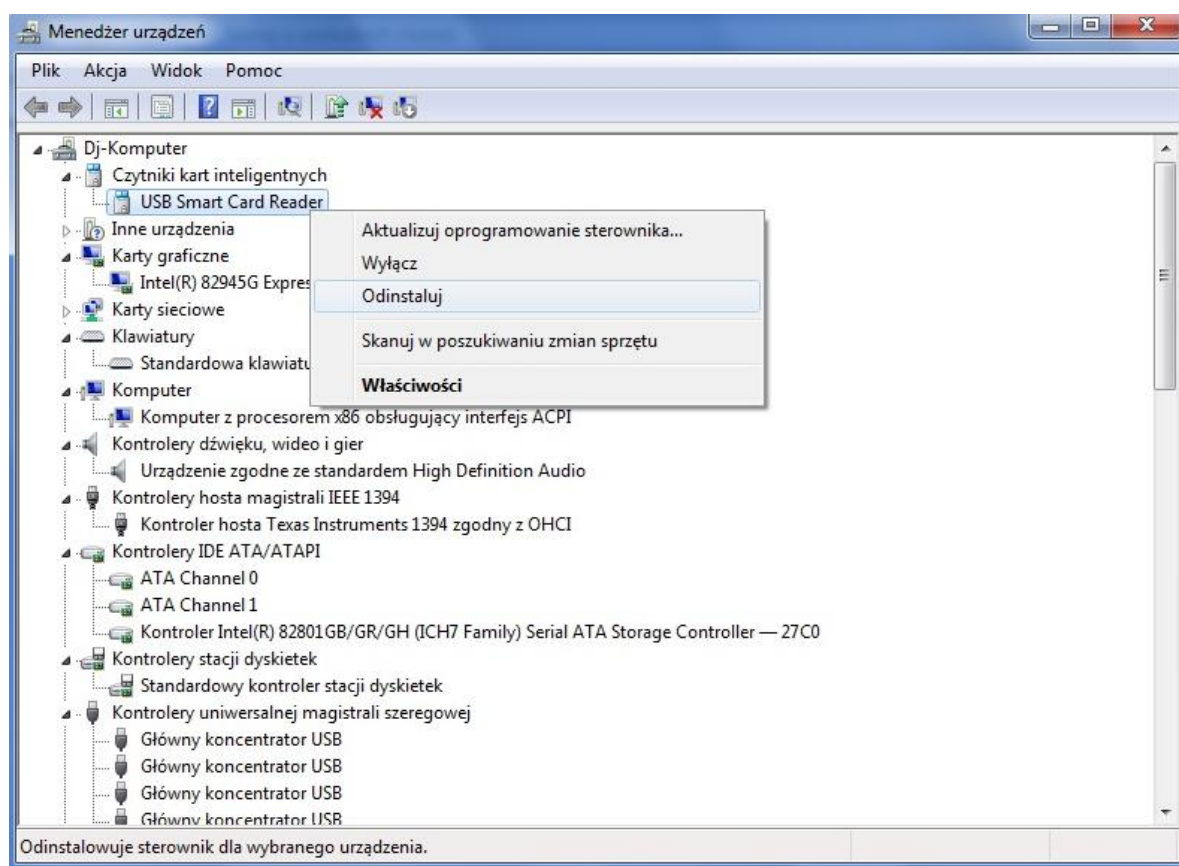 Menedżer urządzeń
Plik Akcja Widok Pomoc
Dj-Komputer
Czytniki kart inteligentnych
USB Smart Card Reader
Inne urządzenia
Karty graficzne
Intel(R) 82945G Expres
Karty sieciowe
Klawiatury
Standardowa klawiatu
Aktualizuj oprogramowanie sterownika...
Wyłącz
Odinstaluj
Skanuj w poszukiwaniu zmian sprzętu
Właściwości
Komputer
Komputer z procesorem x86 obsługujący interfejs ACPI
Kontrolery dźwięku, wideo i gier
Urządzenie zgodne ze standardem High Definition Audio
Kontrolery hosta magistrali IEEE 1394
Kontroler hosta Texas Instruments 1394 zgodny z OHCI
Kontrolery IDE ATA/ATAPI
ATA Channel 0
ATA Channel 1
Kontroler Intel(R) 82801GB/GR/GH (ICH7 Family) Serial ATA Storage Controller — 27C0
Kontrolery stacji dyskietek
Standardowy kontroler stacji dyskietek
Kontrolery uniwersalnej magistrali szeregowej
Główny koncentrator USB
Główny koncentrator USB
Główny koncentrator USB
Główny koncentrator USB
Odinstalowuje sterownik dla wybranego urządzenia.